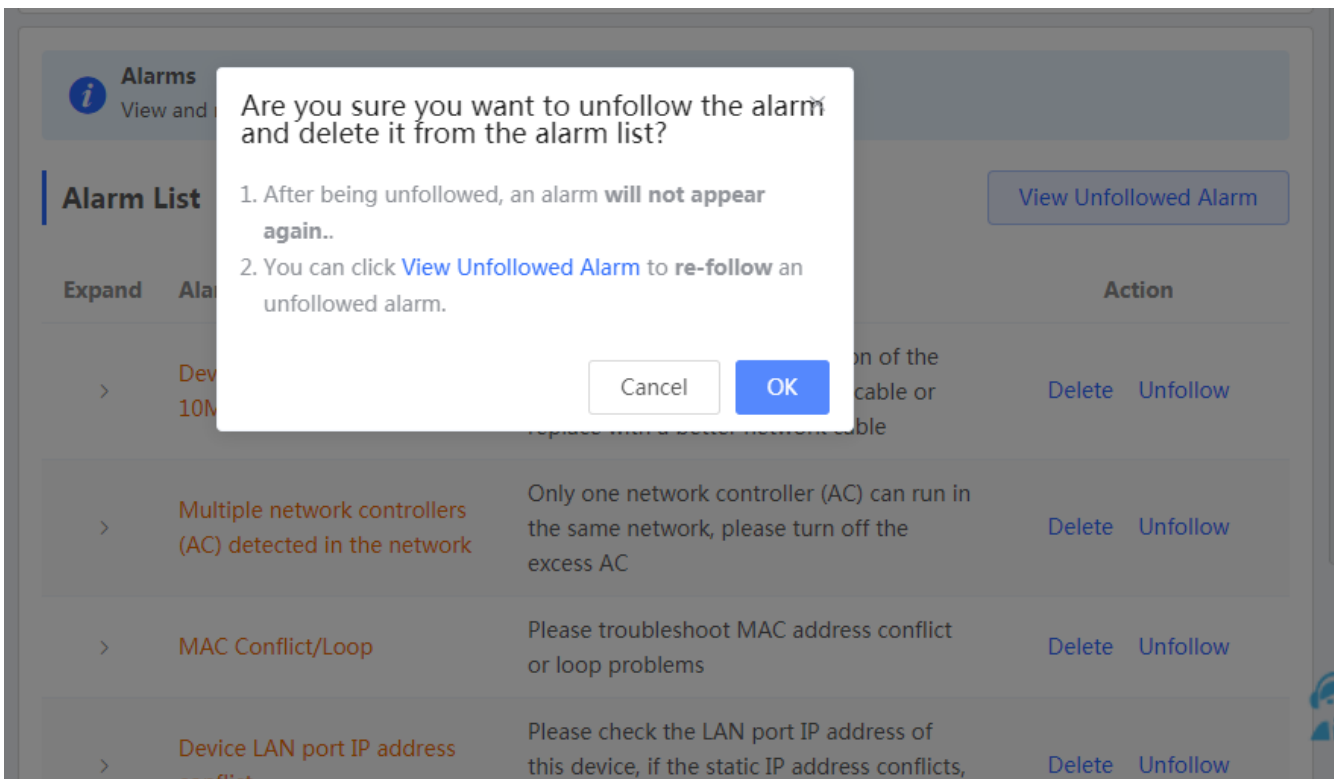 Alarms
View and
Are you sure you want to unfollow the alarm
and delete it from the alarm list?
Alarm List
1. After being unfollowed, an alarm will not appear
again..
2. You can click View Unfollowed Alarm to re-follow an
unfollowed alarm.
Cancel
OK
View Unfollowed Alarm
Expand
Action
10M
on of the
cable or
replace with a better network cable
Delete Unfollow
Multiple network controllers
(AC) detected in the network
Only one network controller (AC) can run in
the same network, please turn off the
excess AC
Delete Unfollow
MAC Conflict/Loop
Please troubleshoot MAC address conflict
or loop problems
Delete Unfollow
Device LAN port IP address
Please check the LAN port IP address of
this device, if the static IP address conflicts,
Delete Unfollow